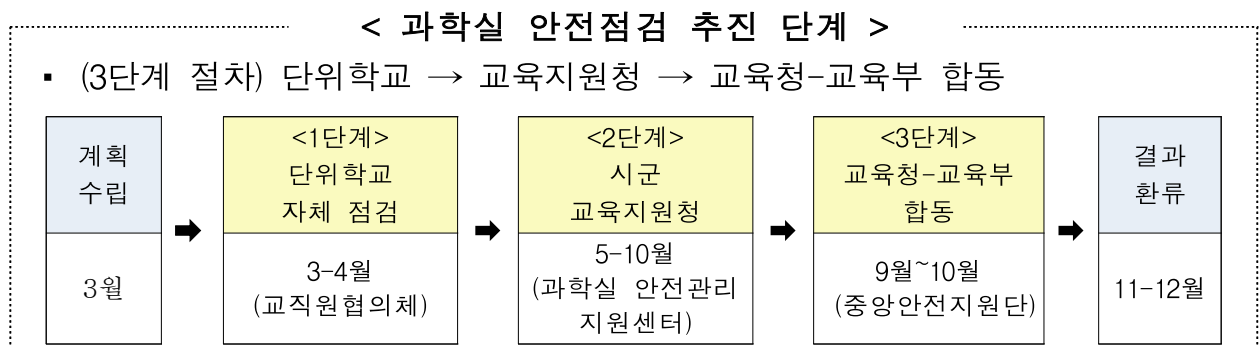 < 과학실 안전점검 추진 단계 >
▪ (3단계 절차) 단위학교 → 교육지원청 → 교육청-교육부 합동
계획
수립
3월
<1단계>
단위학교
자체 점검
3-4월
(교직원협의체)
<2단계>
시군
교육지원청
5-10월
(과학실 안전관리
지원센터)
<3단계>
교육청-교육부
합동
9월~10월
(중앙안전지원단)
결과
환류
11-12월